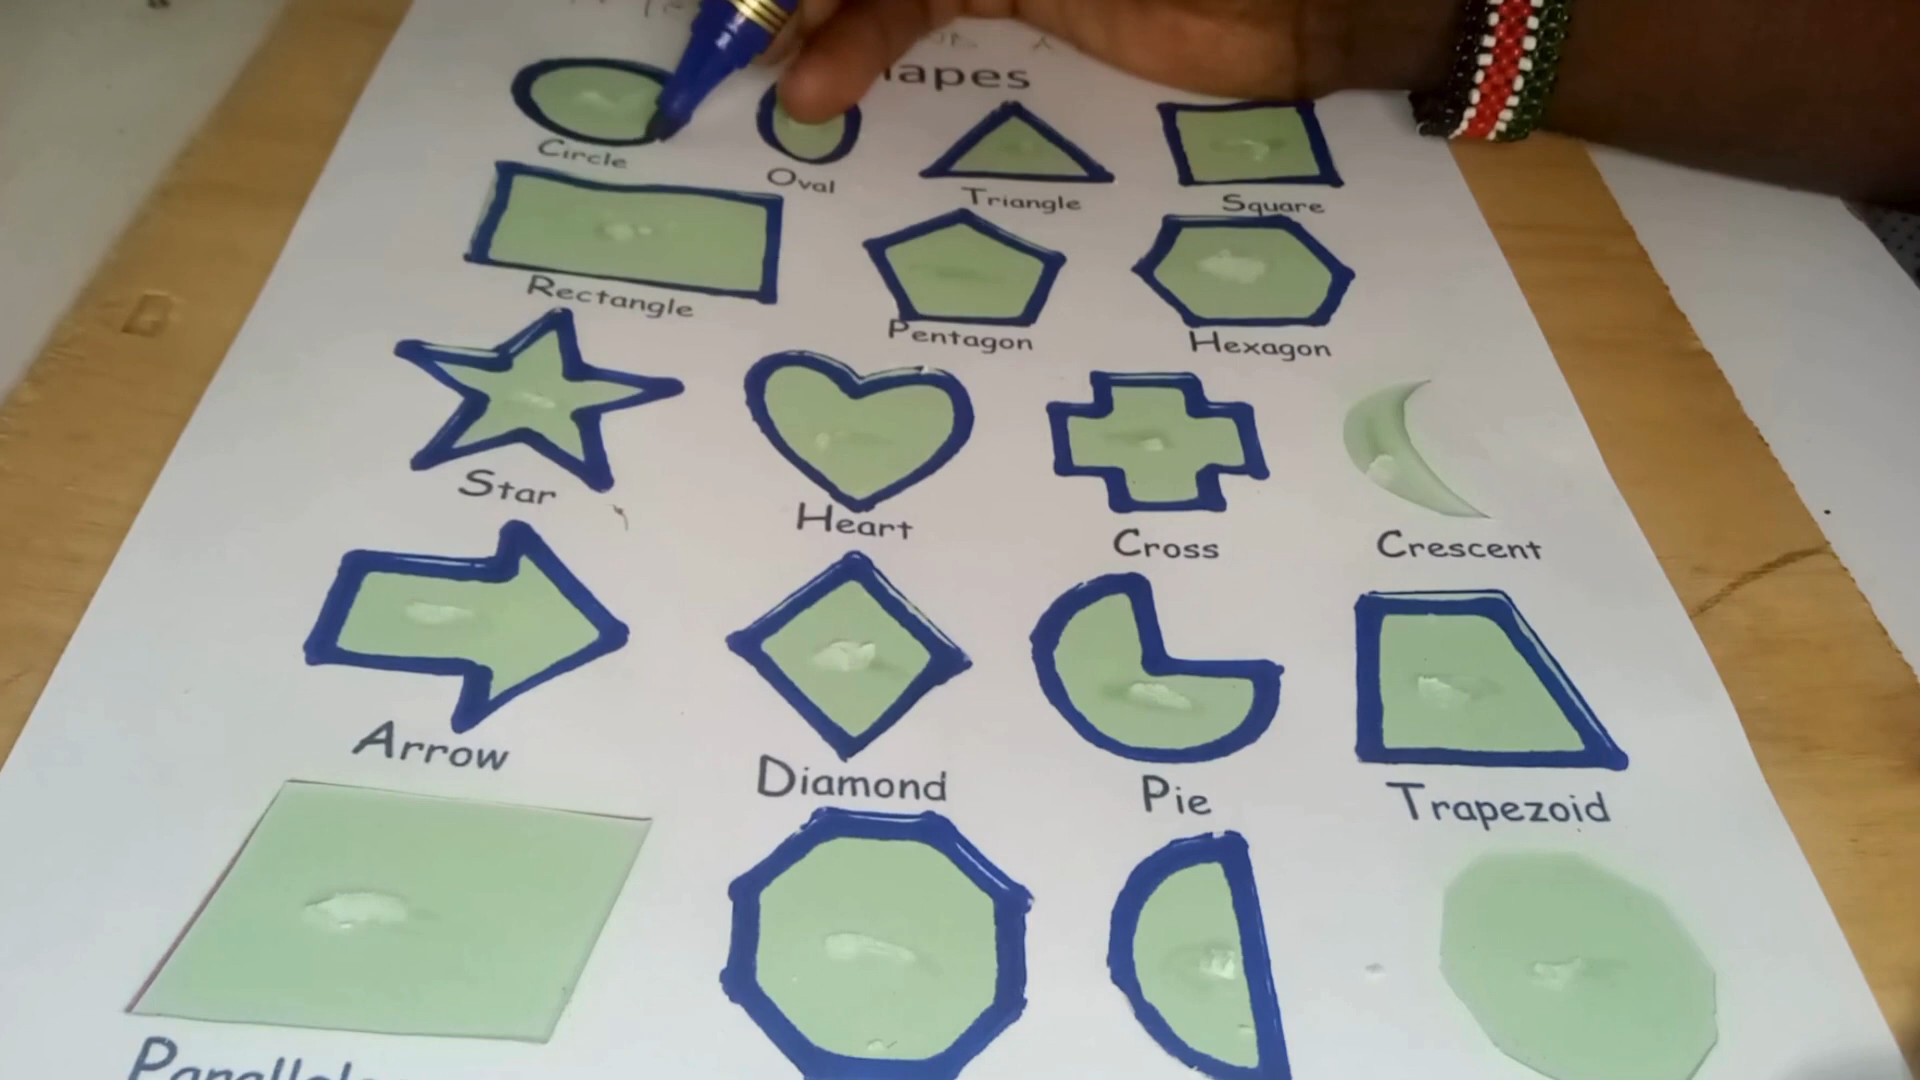 apes
Circle
Oval
Triangle
Square
Rectangle
Pentagon
Hexagon
Star
Heart
Cross
Crescent
Arrow
Diamond
Pie
Trapezoid